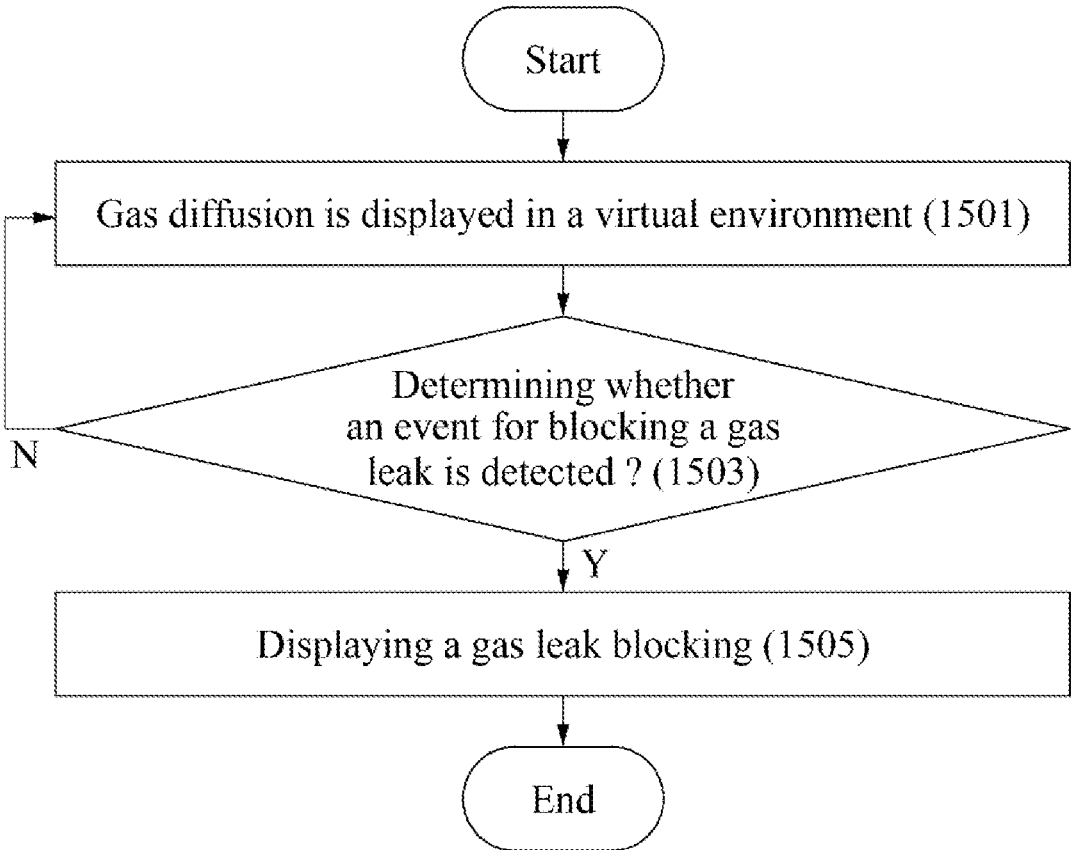 Start
Gas diffusion is displayed in a virtual environment (1501)
Determining whether
an event for blocking a gas
leak is detected ? (1503)
N
Y
Displaying a gas leak blocking (1505)
End